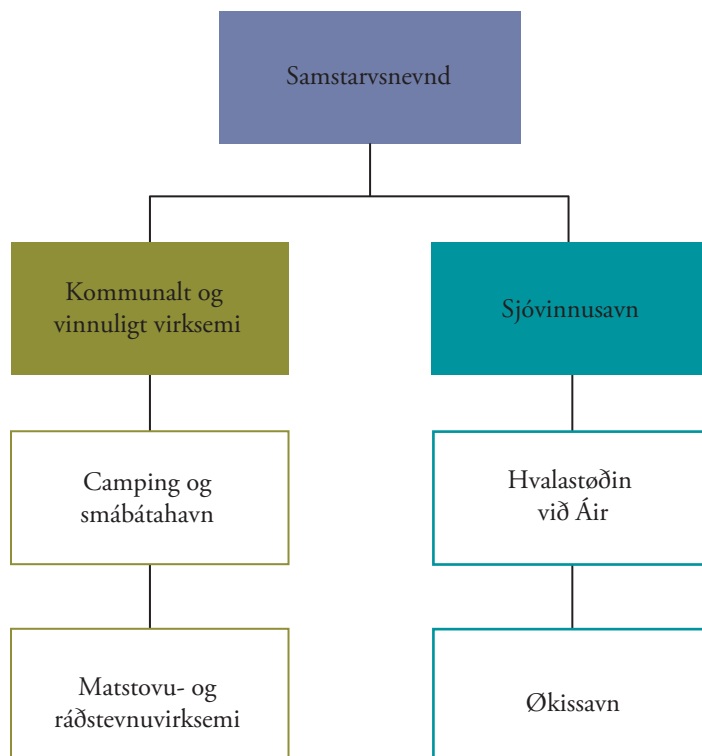 Samstarvsnevnd
Kommunalt og
vinnuligt virksemi
Sjóvinnusavn
Camping og
smábátahavn
Hvalastøðin
við Áir
Matstovu- og
ráðstevnuvirksemi
Økissavn